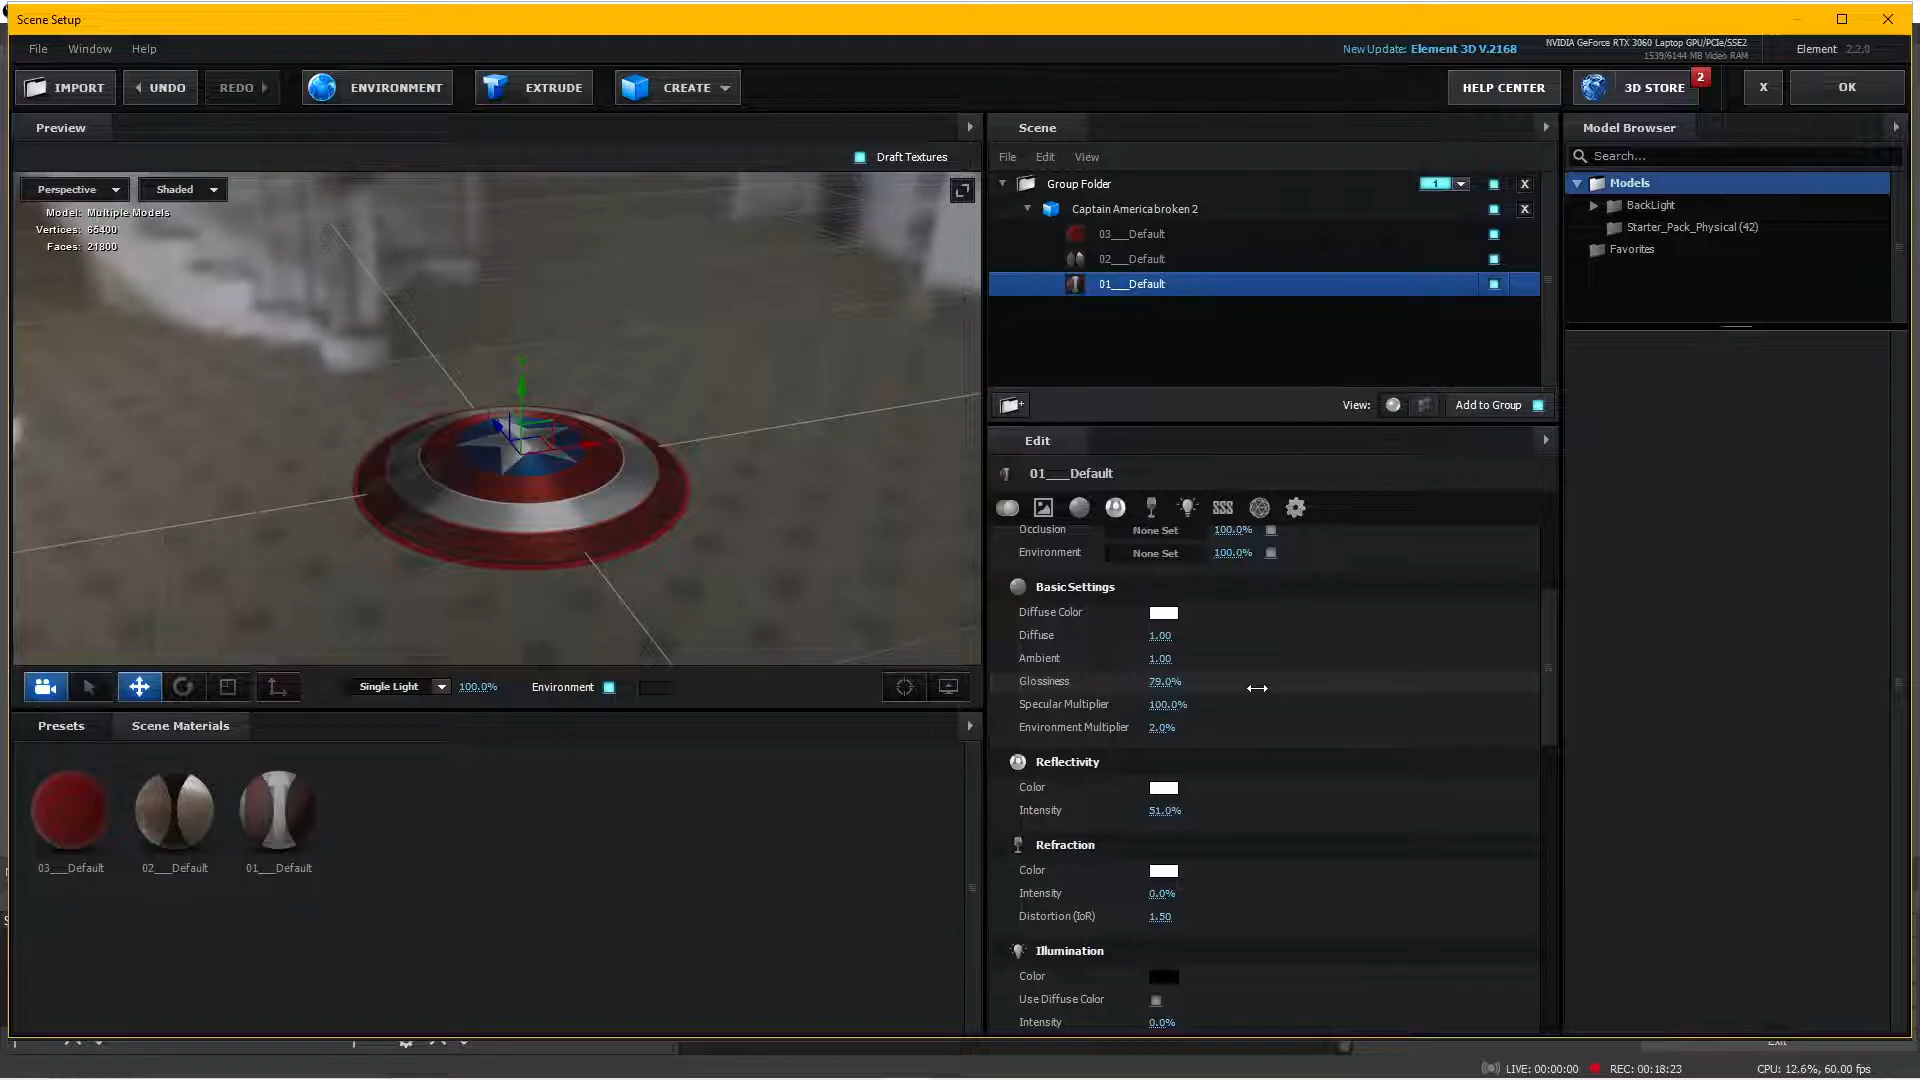 Scene Setup
File Window Help
New Update: Element 3D V.2168
NVIDIA GeForce RTX 3060 Laptop GPU/PCIe/SSE2
1539/6144 MB Video RAM
Element 2.2.0
IMPORT UNDO REDO ENVIRONMENT EXTRUDE CREATE HELP CENTER 3D STORE 2 X OK
Preview
Draft Textures
Perspective Shaded
Model: Multiple Models
Vertices: 65400
Faces: 21800
Y
Single Light 100.0% Environment
Presets Scene Materials
03___Default 02___Default 01___Default
Scene
File Edit View
Group Folder 1 X
Captain Americabroken 2 X
03___Default
02___Default
01___Default
View: Add to Group
Edit
01___Default
SSS
Occlusion None Set 100.0%
Environment None Set 100.0%
Basic Settings
Diffuse Color
Diffuse 1.00
Ambient 1.00
Glossiness 79.0%
Specular Multiplier 100.0%
Environment Multiplier 2.0%
Reflectivity
Color
Intensity 51.0%
Refraction
Color
Intensity 0.0%
Distortion (IoR) 1.50
Illumination
Color
Use Diffuse Color
Intensity 0.0%
Model Browser
Search...
Models
BackLight
Starter_Pack_Physical (42)
Favorites
Exit
LIVE: 00:00:00 REC: 00:18:23 CPU: 12.6%, 60.00 fps